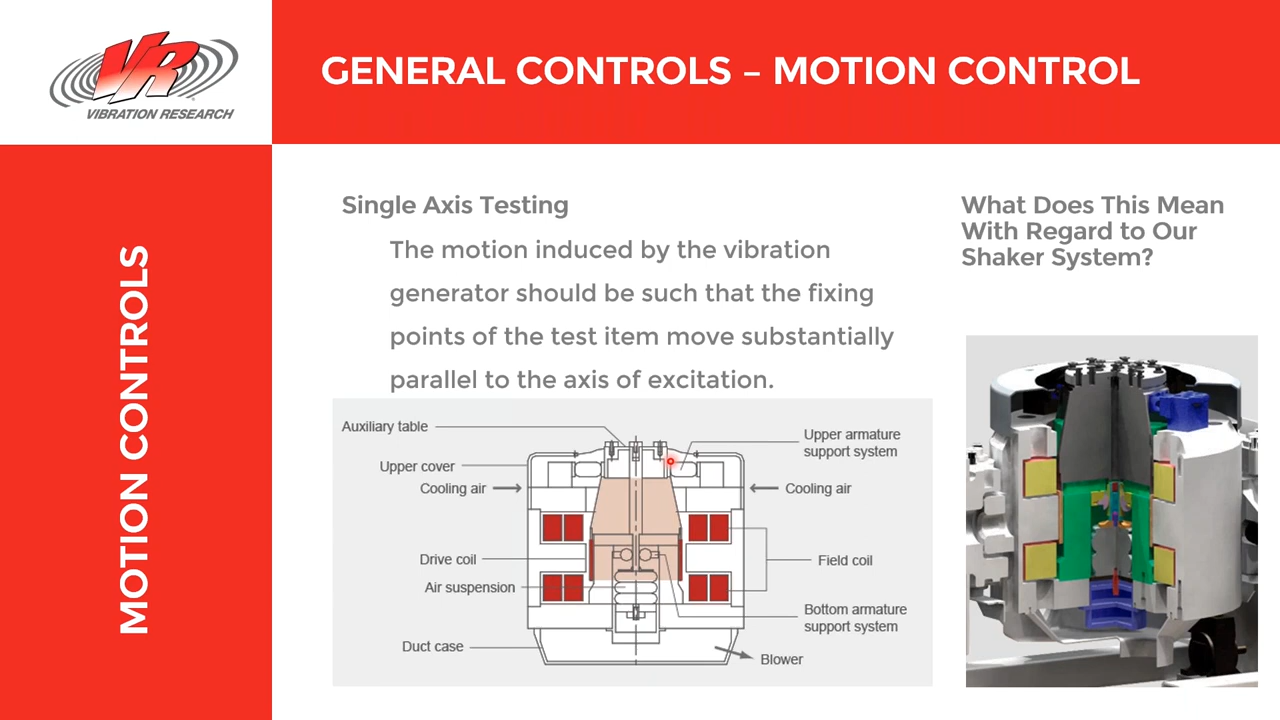 VR
VIBRATION RESEARCH
GENERAL CONTROLS – MOTION CONTROL
MOTION CONTROLS
Single Axis Testing
The motion induced by the vibration
generator should be such that the fixing
points of the test item move substantially
parallel to the axis of excitation.
What Does This Mean
With Regard to Our
Shaker System?
Auxiliary table
Upper cover
Cooling air
Drive coil
Air suspension
Duct case
Upper armature
support system
Cooling air
Field coil
Bottom armature
support system
Blower